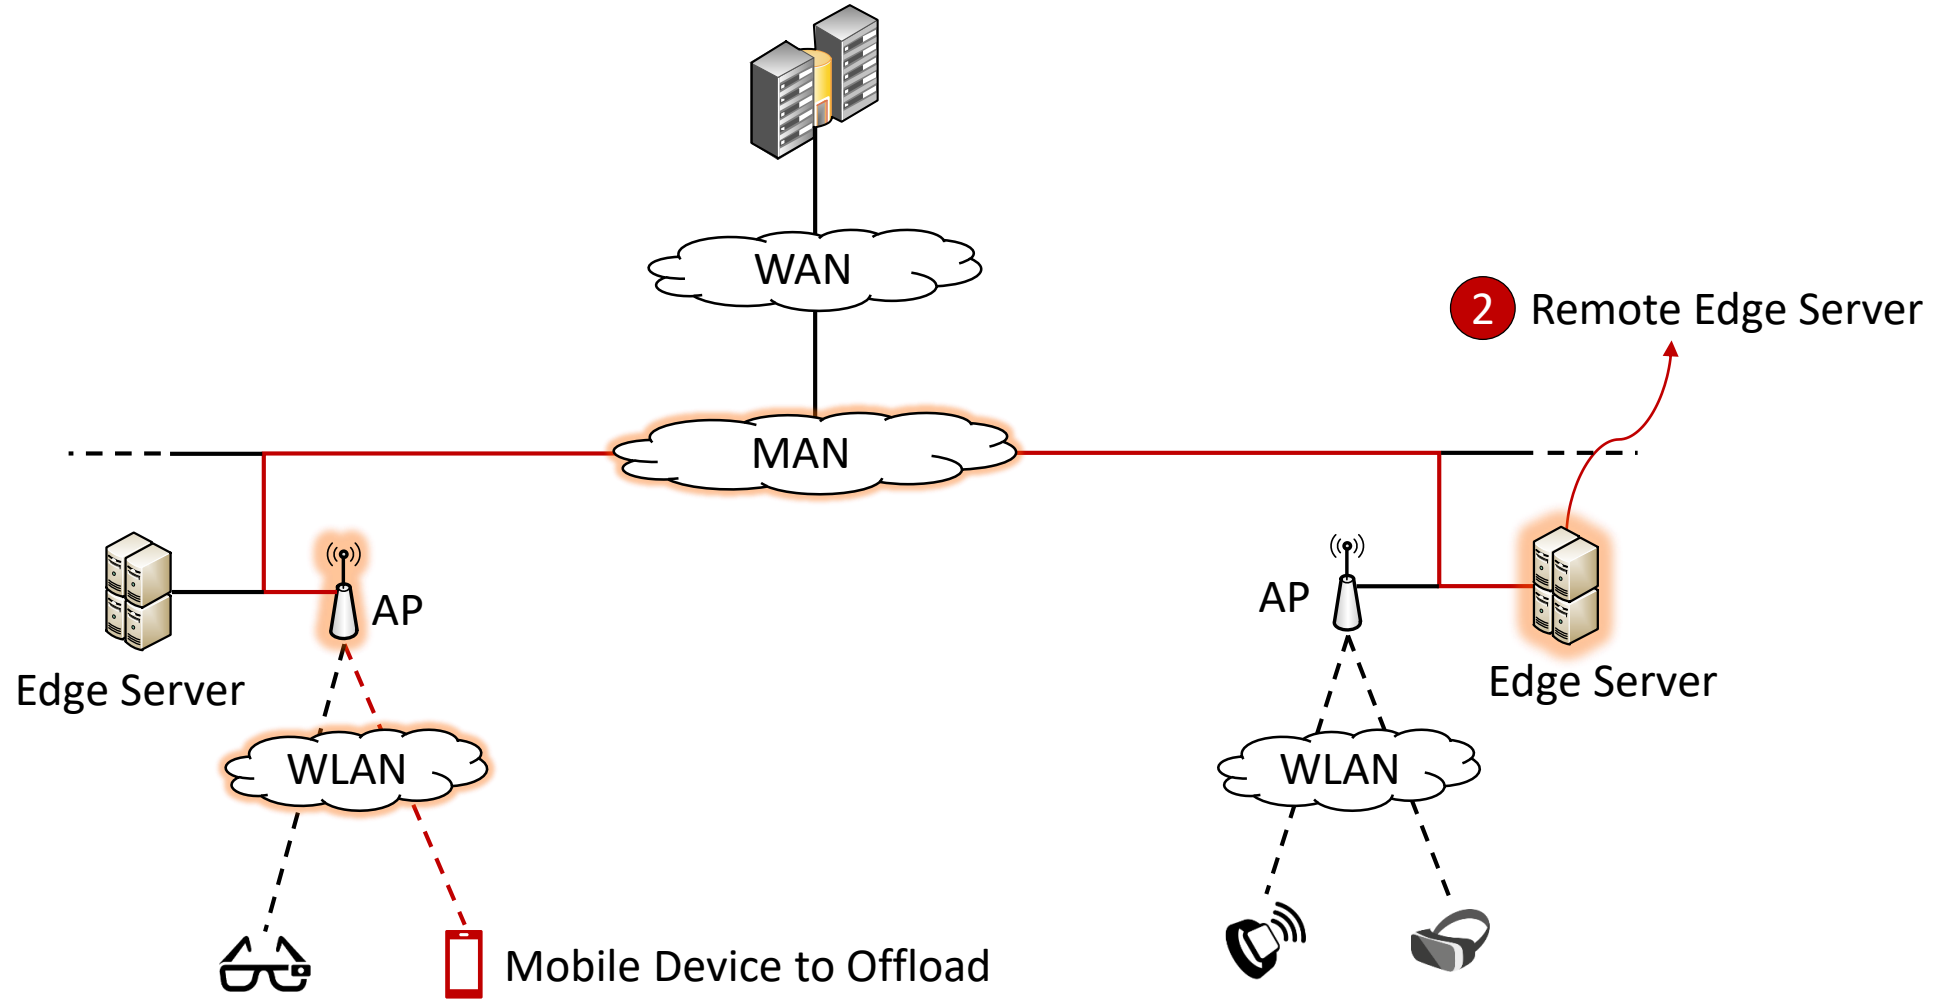 WAN
2 Remote Edge Server
MAN
AP
AP
Edge Server
Edge Server
WLAN
WLAN
Mobile Device to Offload